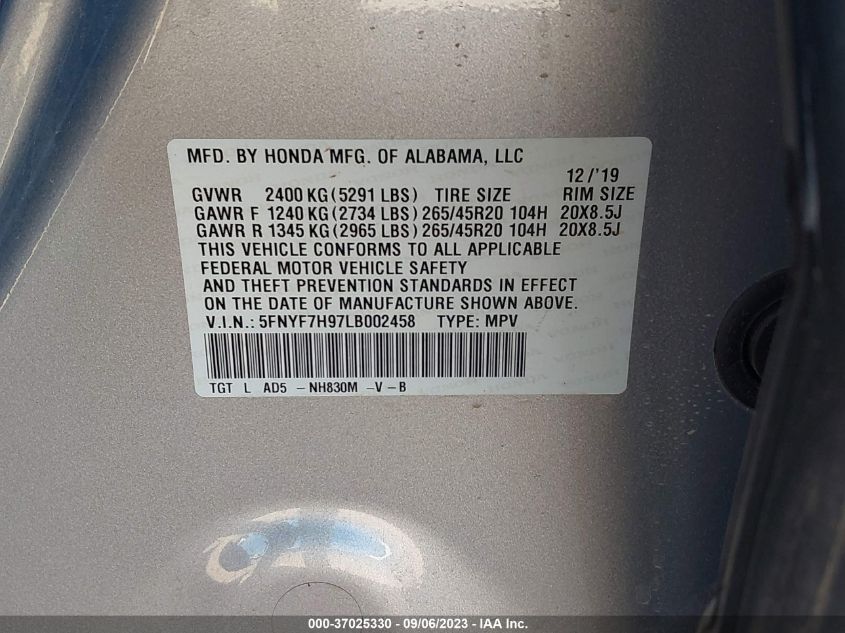 MFD. BY HONDA MFG. OF ALABAMA, LLC
12/'19
GVWR 2400 KG (5291 LBS) TIRE SIZE RIM SIZE
GAWR F 1240 KG (2734 LBS) 265/45R20 104H 20X8.5J
GAWR R 1345 KG (2965 LBS) 265/45R20 104H 20X8.5J
THIS VEHICLE CONFORMS TO ALL APPLICABLE
FEDERAL MOTOR VEHICLE SAFETY
AND THEFT PREVENTION STANDARDS IN EFFECT
ON THE DATE OF MANUFACTURE SHOWN ABOVE.
V.I.N.: 5FNYF7H97LB002458 TYPE: MPV
TGT L AD5 -NH830M -V-B
000-37025330 - 09/06/2023 - IAA Inc.